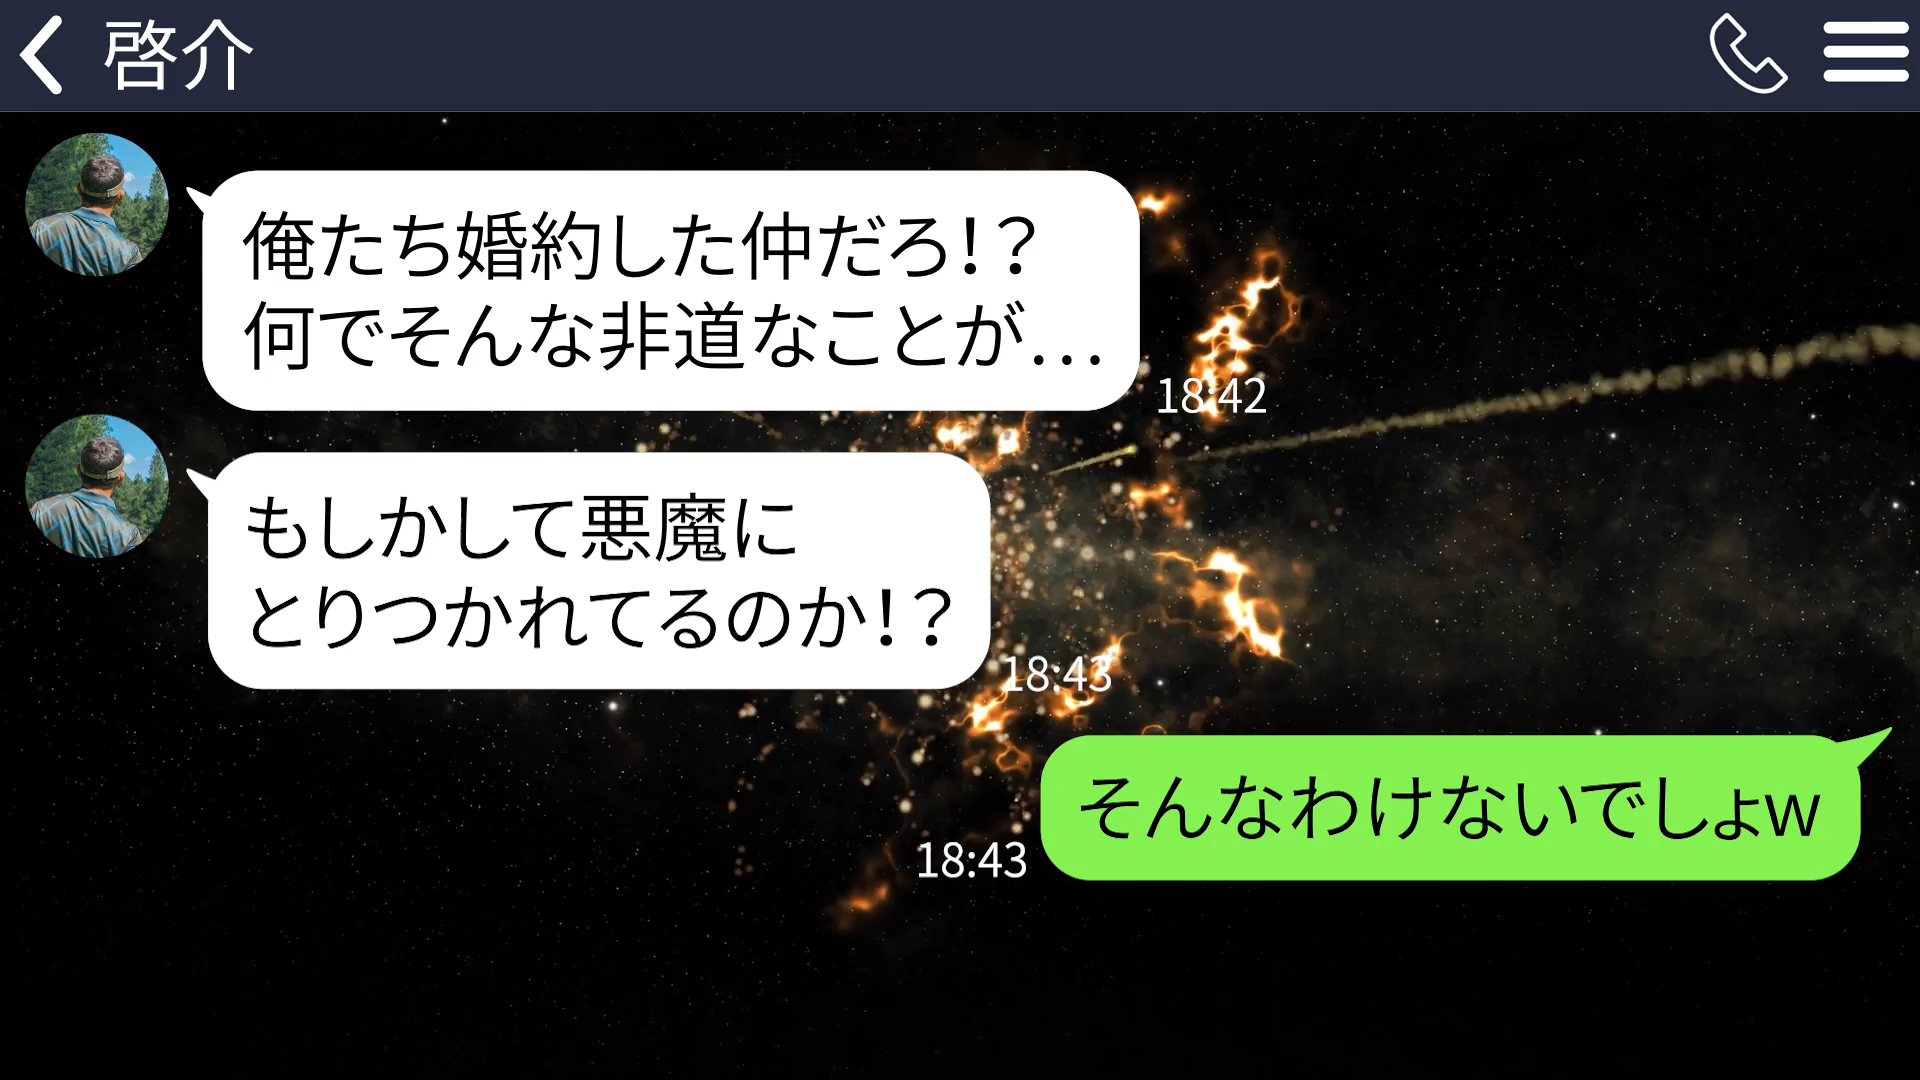 啓介
俺たち婚約した仲だろ！？
何でそんな非道なことが…
18:42
もしかして悪魔に
とりつかれてるのか！？
18:43
そんなわけないでしょw
18:43